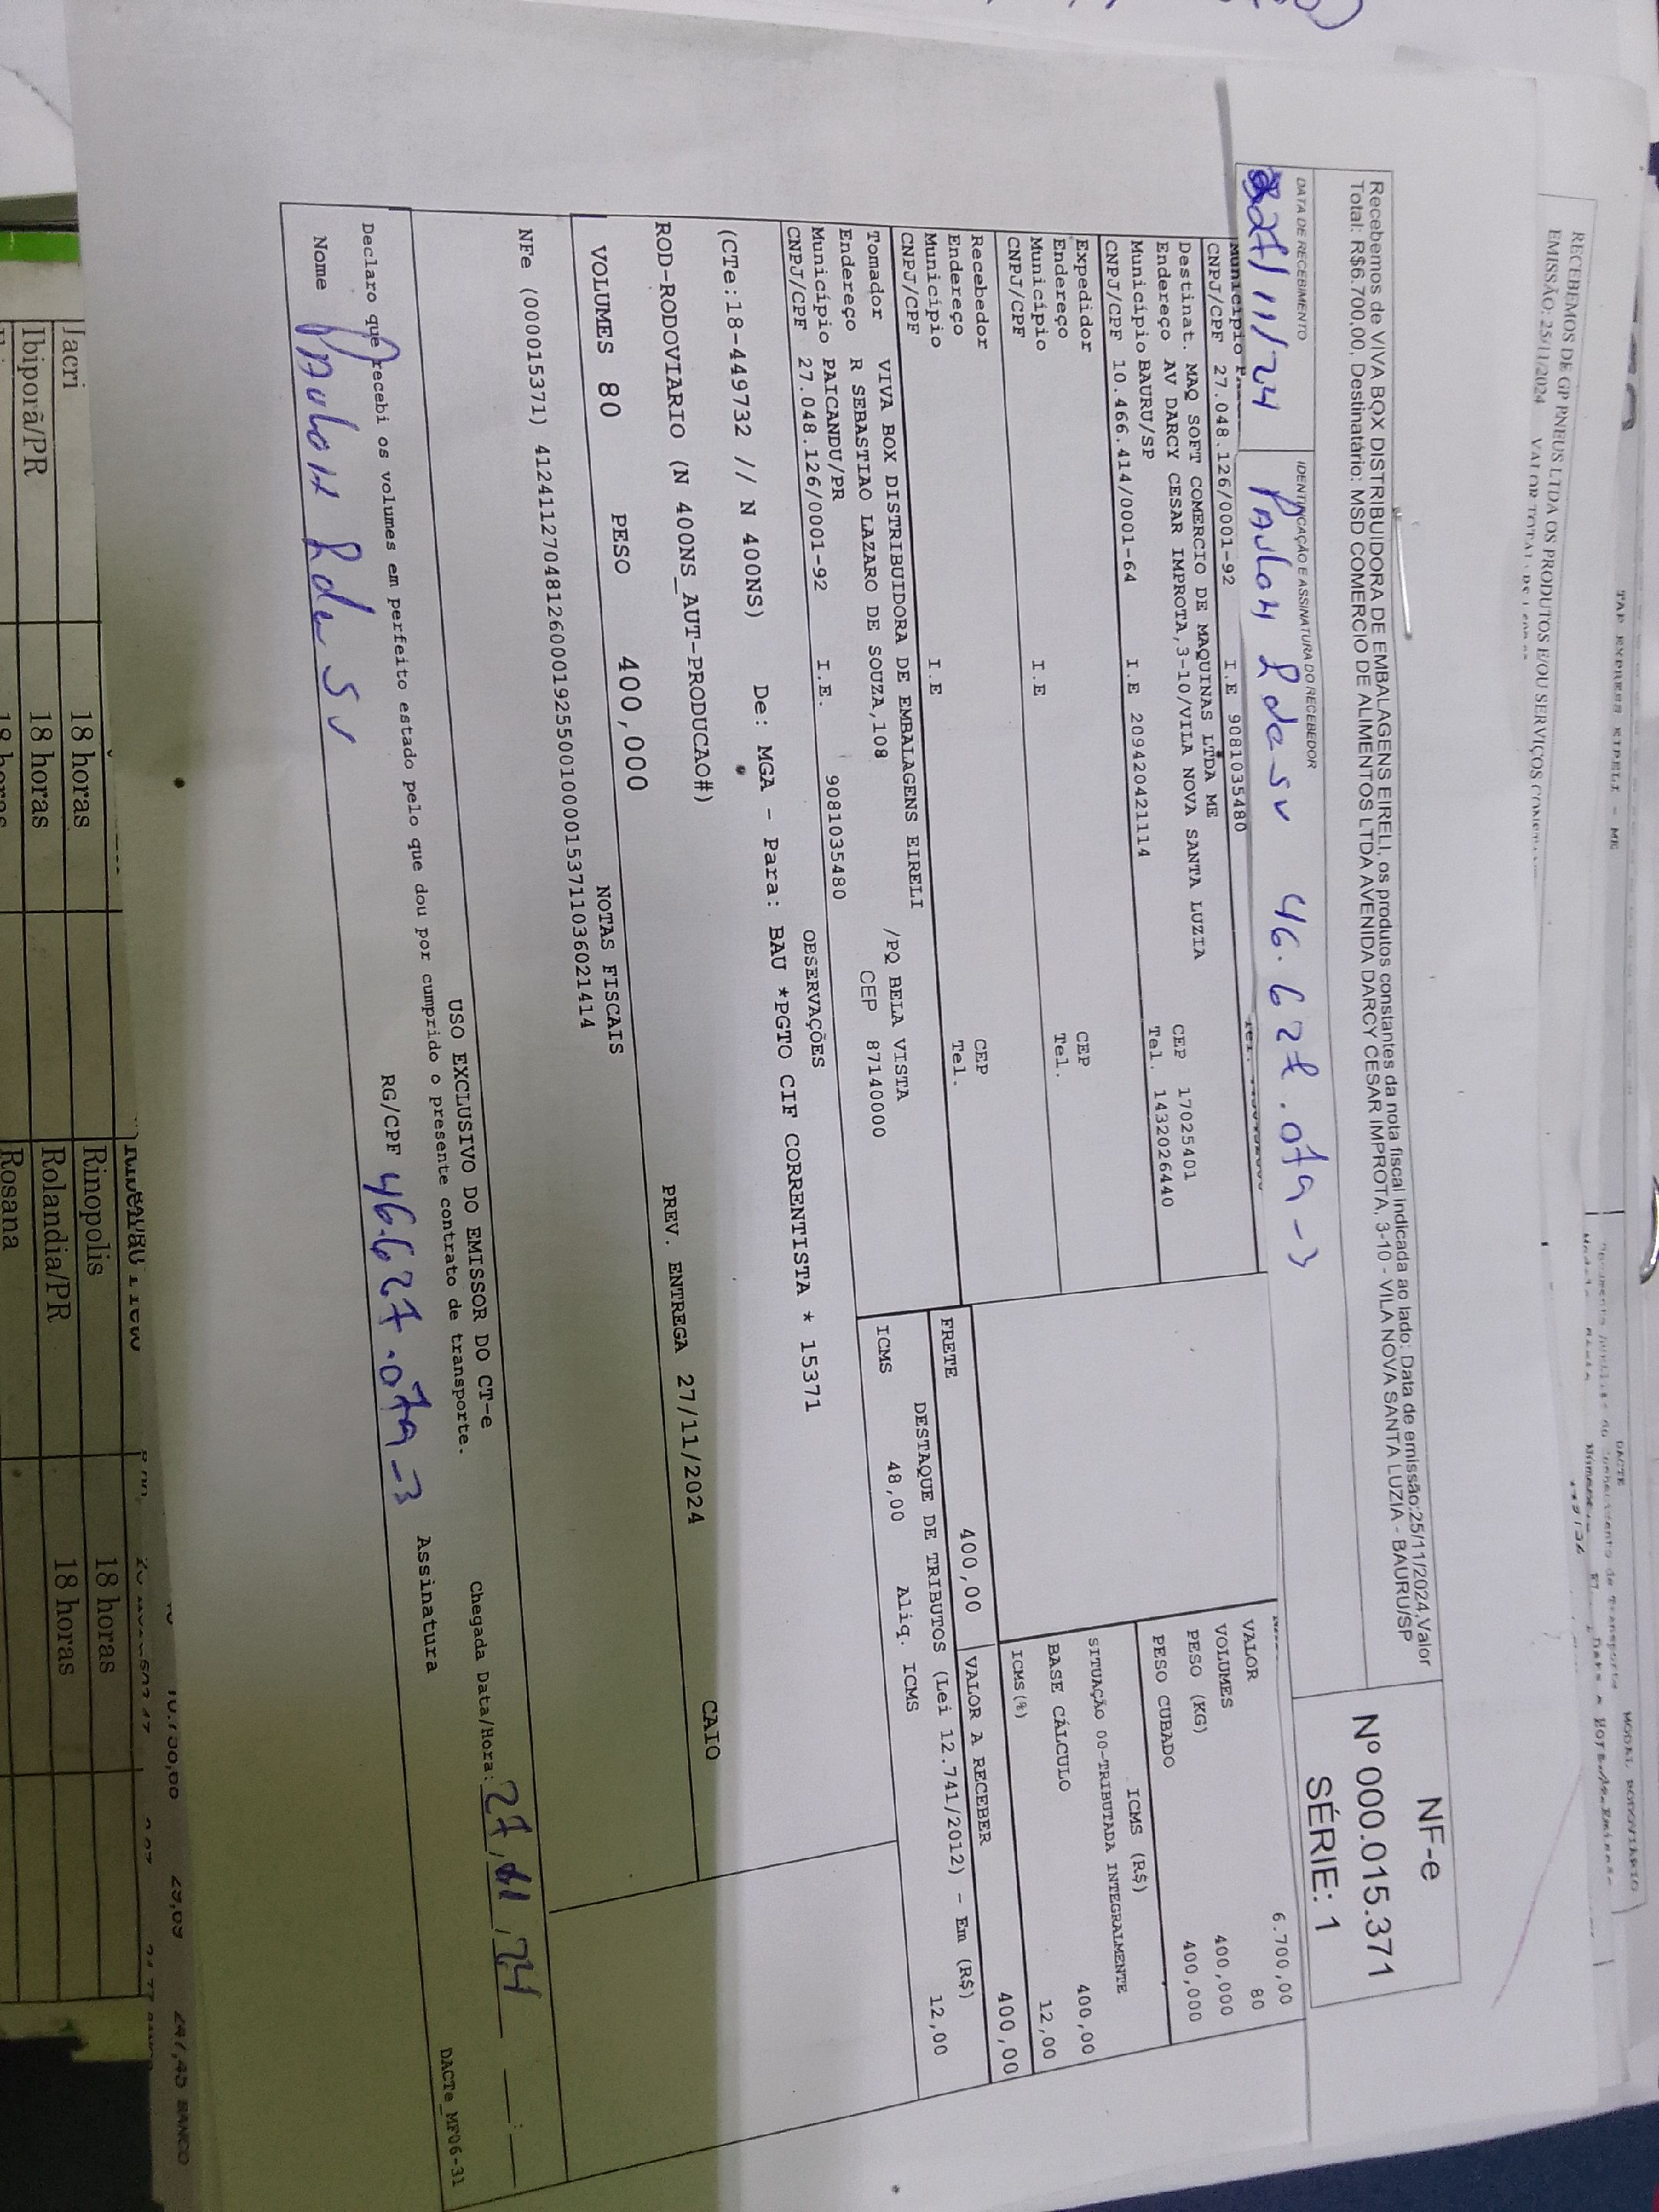 TAP EXPRESS EIRELI - ME
DACTE
MODAL RODOVIARIO
RECEBEMOS DE GP PNEUS LTDA OS PRODUTOS E/OU SERVIÇOS
EMISSÃO: 25/11/2024 VALOR TOTAL:
Recebemos de VIVA BOX DISTRIBUIDORA DE EMBALAGENS EIRELI, os produtos constantes da nota fiscal indicada ao lado: Data de emissão:25/11/2024,Valor
Total: R$6.700,00, Destinatário: MSD COMERCIO DE ALIMENTOS LTDA AVENIDA DARCY CESAR IMPROTA, 3-10 - VILA NOVA SANTA LUZIA - BAURU/SP
NF-e
Nº 000.015.371
SÉRIE: 1
DATA DE RECEBIMENTO
IDENTIFICAÇÃO E ASSINATURA DO RECEBEDOR
27/11/24
46.627.079-3
Município
CNPJ/CPF 27.048.126/0001-92 I.E 9081035480
Destinat. MAQ SOFT COMERCIO DE MAQUINAS LTDA ME
Endereço AV DARCY CESAR IMPROTA,3-10/VILA NOVA SANTA LUZIA CEP 17025401
Município BAURU/SP Tel. 1432026440
CNPJ/CPF 10.466.414/0001-64 I.E 209420421114
Expedidor
Endereço CEP
Município Tel.
CNPJ/CPF I.E
Recebedor
Endereço CEP
Município Tel.
CNPJ/CPF I.E
Tomador VIVA BOX DISTRIBUIDORA DE EMBALAGENS EIRELI
Endereço R SEBASTIAO LAZARO DE SOUZA,108 /PQ BELA VISTA
Município PAICANDU/PR CEP 87140000
CNPJ/CPF 27.048.126/0001-92 I.E. 9081035480
VALOR 6.700,00
VOLUMES 80
PESO (KG) 400,000
PESO CUBADO 400,000
ICMS (R$)
SITUAÇÃO 00-TRIBUTADA INTEGRALMENTE
BASE CÁLCULO 400,00
ICMS(%) 12,00
FRETE 400,00
VALOR A RECEBER 400,00
DESTAQUE DE TRIBUTOS (Lei 12.741/2012) - Em (R$)
ICMS 48,00 Aliq. ICMS 12,00
OBSERVAÇÕES
(CTe:18-449732 // N 400NS) De: MGA - Para: BAU *PGTO CIF CORRENTISTA * 15371
ROD-RODOVIARIO (N 400NS_AUT-PRODUCAO#)
PREV. ENTREGA 27/11/2024
CAIO
VOLUMES 80 PESO 400,000
NOTAS FISCAIS
NFe (000015371) 41241127048126000192550010000153711036021414
USO EXCLUSIVO DO EMISSOR DO CT-e
Declaro que recebi os volumes em perfeito estado pelo que dou por cumprido o presente contrato de transporte.
Chegada Data/Hora: 27/11/24 __:__
Nome
RG/CPF 46.627.079-3
Assinatura
DACTe_MF06-31
Rinopolis 18 horas
Jacri 18 horas Rolandia/PR 18 horas
Ibiporã/PR 18 horas Rosana